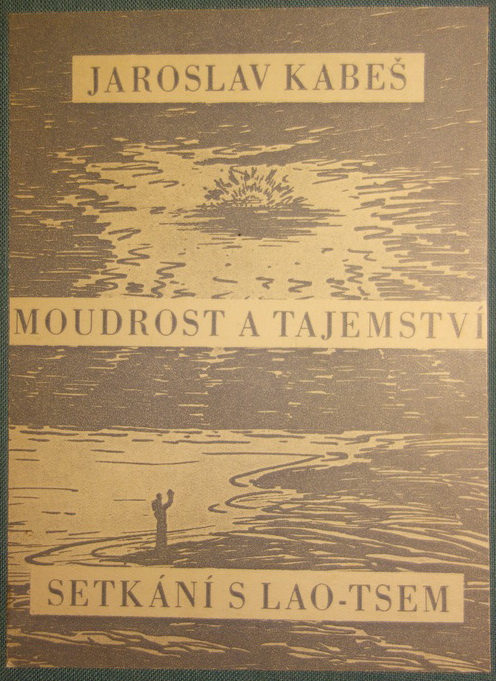 JAROSLAV KABEŠ
MOUDROST A TAJEMSTVÍ
SETKÁNÍ S LAO-TSEM